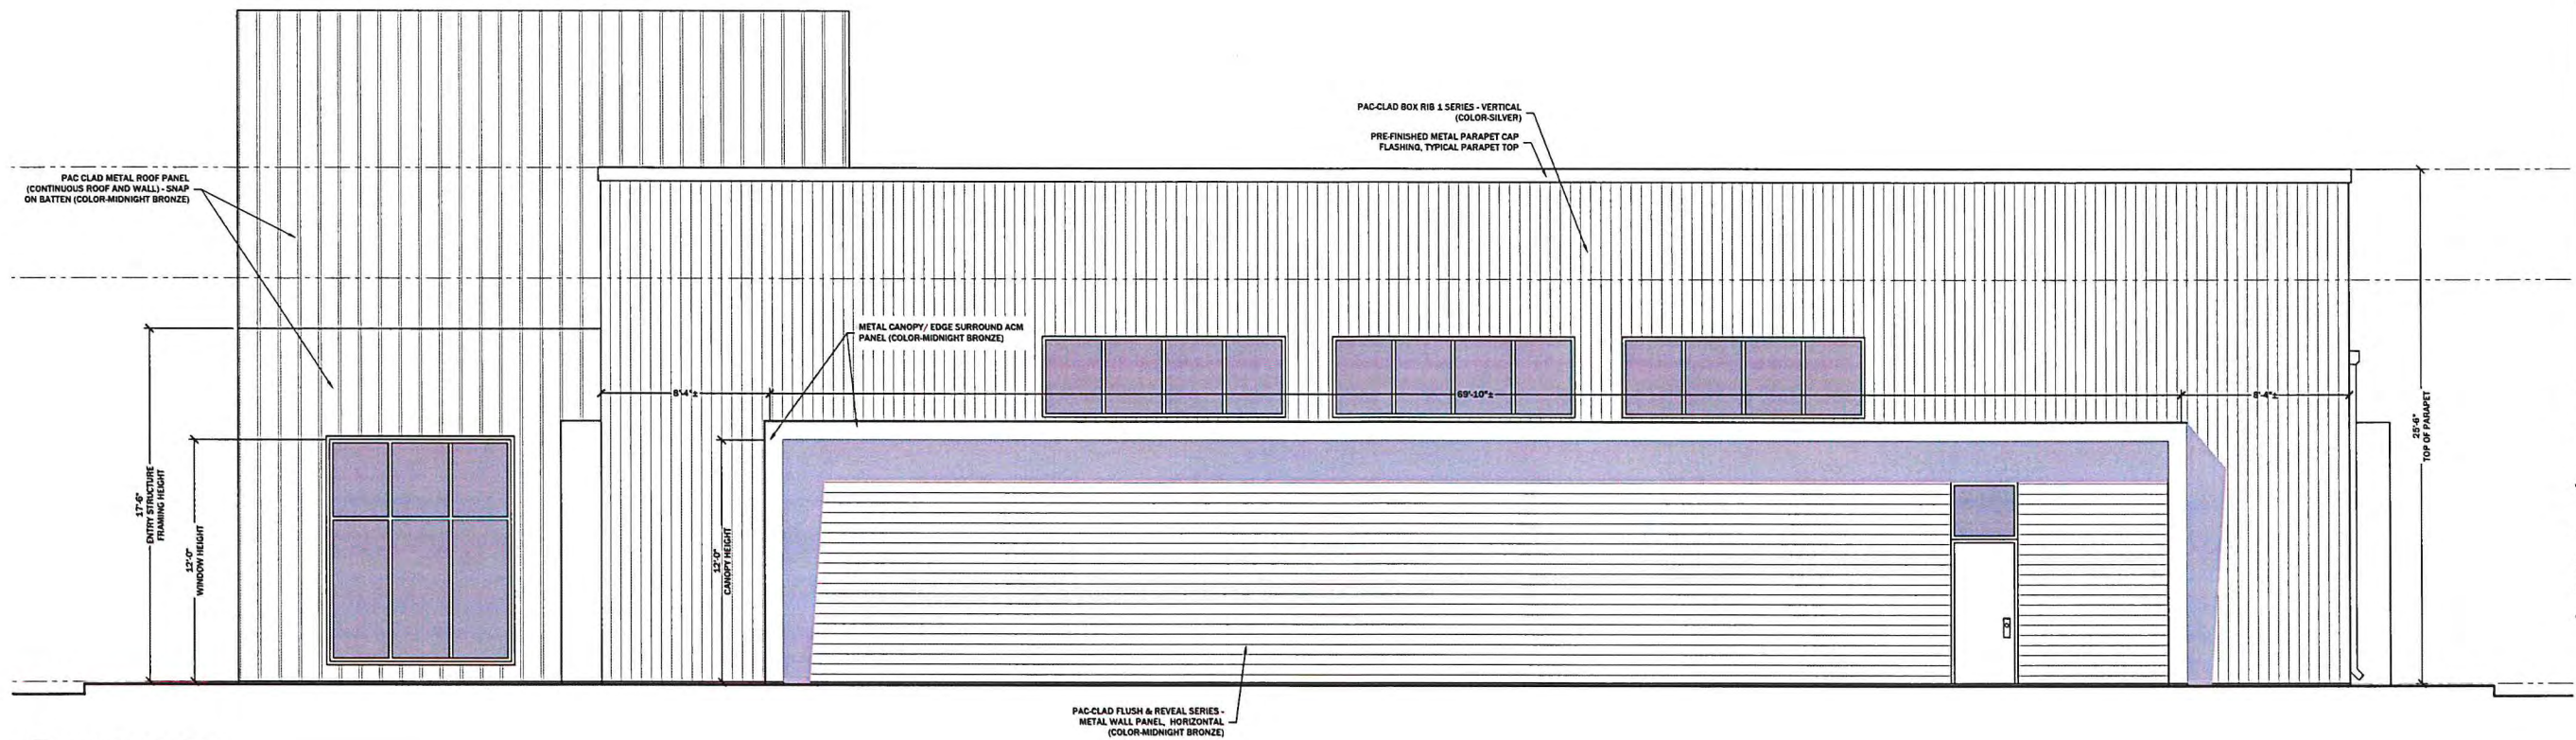 PAC-CLAD BOX RIB 1 SERIES - VERTICAL
(COLOR-SILVER)
PRE-FINISHED METAL PARAPET CAP
FLASHING, TYPICAL PARAPET TOP
PAC CLAD METAL ROOF PANEL
(CONTINUOUS ROOF AND WALL) - SNAP
ON BATTEN (COLOR-MIDNIGHT BRONZE)
METAL CANOPY/ EDGE SURROUND ACM
PANEL (COLOR-MIDNIGHT BRONZE)
8'-4"±
69'-10"±
8'-4"±
17'-6"
ENTRY STRUCTURE
FRAMING HEIGHT
12'-0"
WINDOW HEIGHT
12'-0"
CANOPY HEIGHT
25'-6"
TOP OF PARAPET
PAC-CLAD FLUSH & REVEAL SERIES -
METAL WALL PANEL, HORIZONTAL
(COLOR-MIDNIGHT BRONZE)